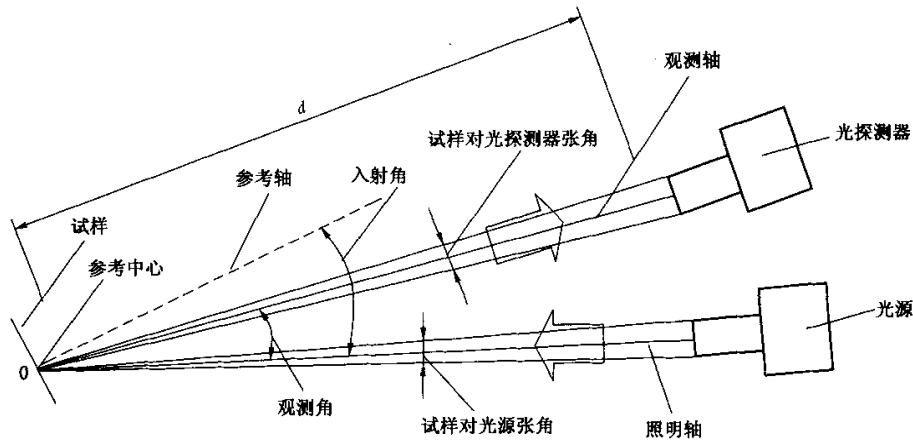 d
观测轴
光探测器
试样对光探测器张角
参考轴
入射角
试样
参考中心
光源
0
观测角
试样对光源张角
照明轴